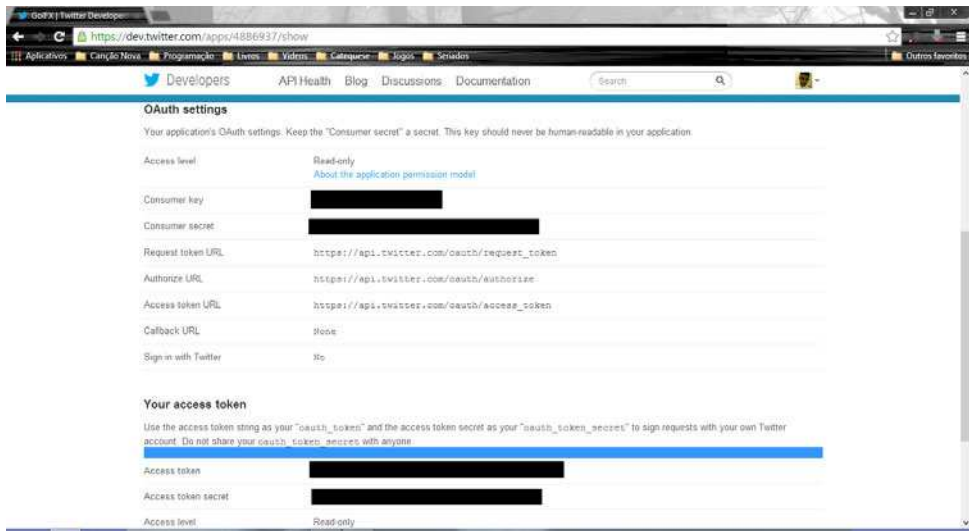 GolFX | Twitter Develope
https://dev.twitter.com/apps/4886937/show
Aplicativos Canção Nova Programação Livros Videos Catequese Jogos Seriados Outros favoritos
Developers API Health Blog Discussions Documentation Search
OAuth settings
Your application's OAuth settings. Keep the "Consumer secret" a secret. This key should never be human-readable in your application.
Access level Read-only
About the application permission model
Consumer key
Consumer secret
Request token URL https://api.twitter.com/oauth/request_token
Authorize URL https://api.twitter.com/oauth/authorize
Access token URL https://api.twitter.com/oauth/access_token
Callback URL None
Sign in with Twitter No
Your access token
Use the access token string as your "oauth_token" and the access token secret as your "oauth_token_secret" to sign requests with your own Twitter
account. Do not share your oauth_token_secret with anyone.
Access token
Access token secret
Access level Read-only